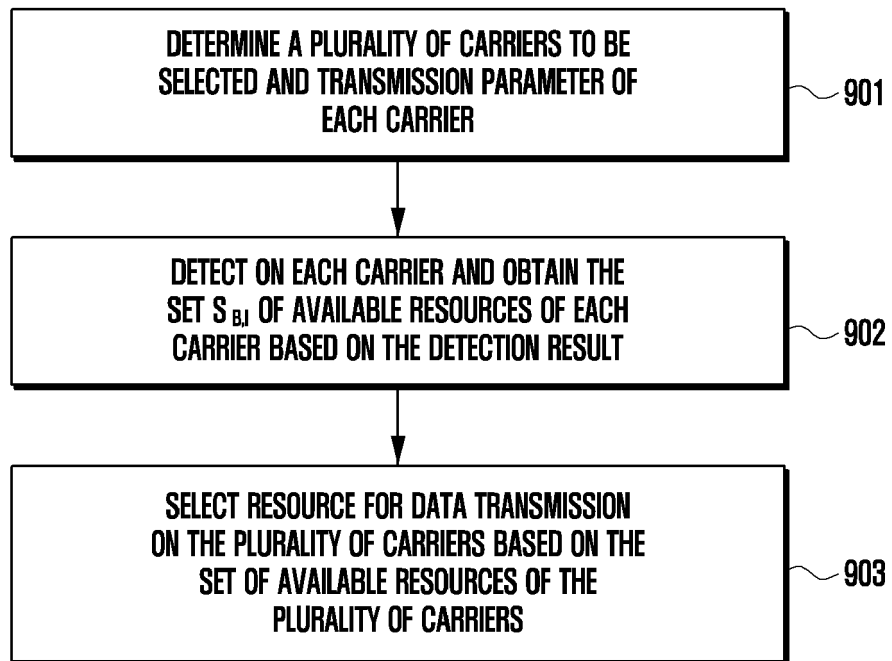 DETERMINE A PLURALITY OF CARRIERS TO BE
SELECTED AND TRANSMISSION PARAMETER OF
EACH CARRIER
901
DETECT ON EACH CARRIER AND OBTAIN THE
SET S B,I OF AVAILABLE RESOURCES OF EACH
CARRIER BASED ON THE DETECTION RESULT
902
SELECT RESOURCE FOR DATA TRANSMISSION
ON THE PLURALITY OF CARRIERS BASED ON THE
SET OF AVAILABLE RESOURCES OF THE
PLURALITY OF CARRIERS
903